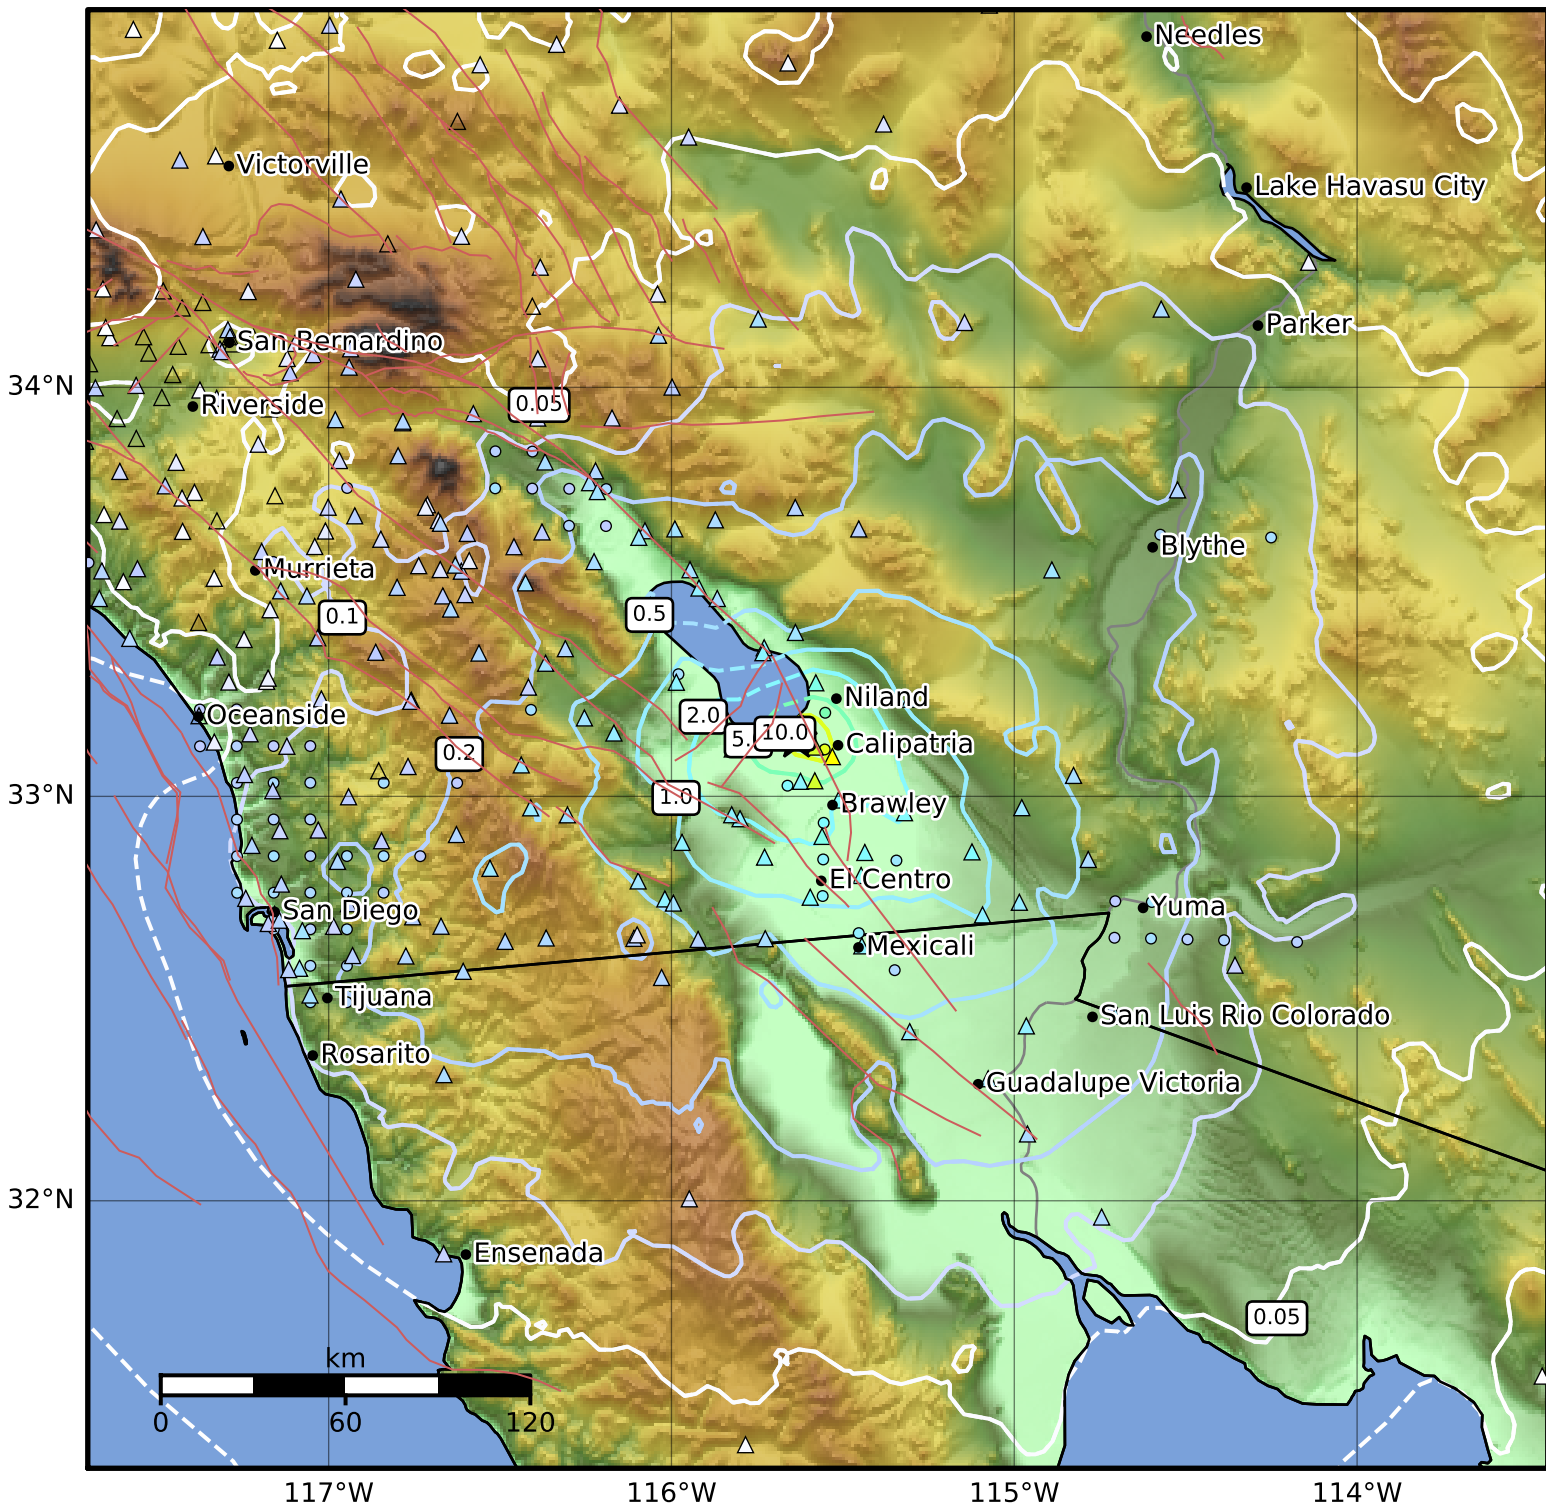 Needles
Victorville
Lake Havasu City
San Bernardino
Parker
34°N
Riverside
0.05
Blythe
Murrieta
0.1
0.5
Niland
Oceanside
2.0
5.
10.0
Calipatria
0.2
33°N
1.0
Brawley
El Centro
San Diego
Yuma
Mexicali
Tijuana
San Luis Rio Colorado
Rosarito
Guadalupe Victoria
32°N
Ensenada
0.05
km
0 60 120
117°W 116°W 115°W 114°W